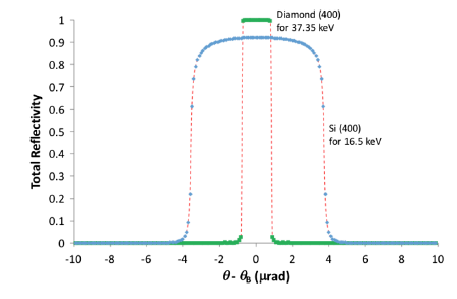 Diamond (400)
for 37.35 keV
Si (400)
for 16.5 keV
Total Reflectivity
1
0.9
0.8
0.7
0.6
0.5
0.4
0.3
0.2
0.1
0
-10 -8 -6 -4 -2 0 2 4 6 8 10
θ - θB (μrad)